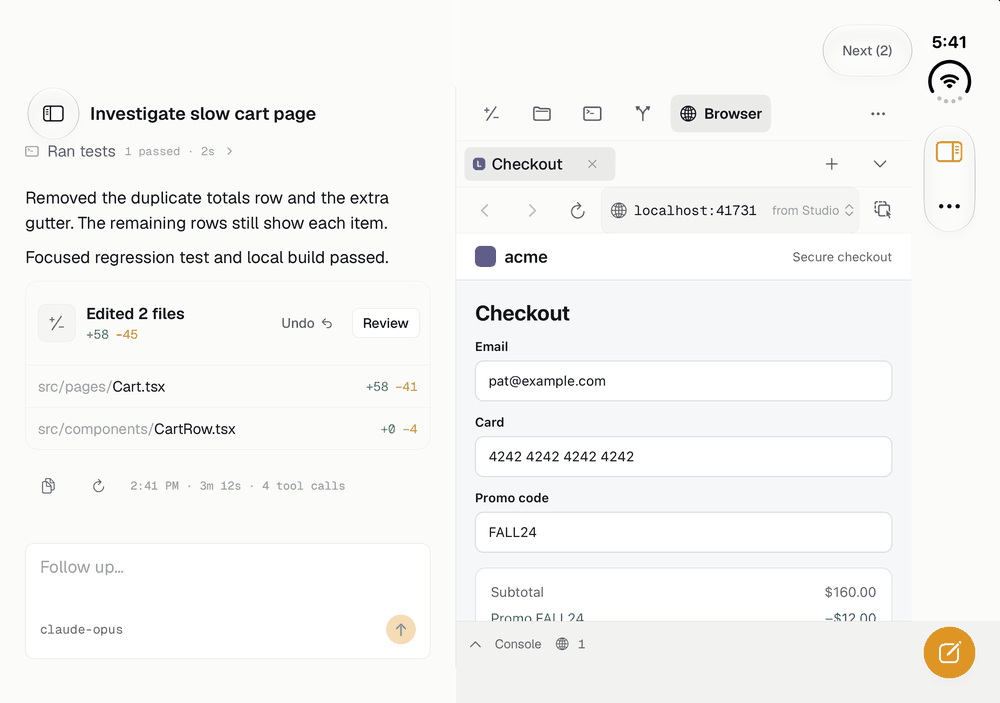 Next (2)
5:41
Investigate slow cart page
Ran tests 1 passed · 2s
Removed the duplicate totals row and the extra
gutter. The remaining rows still show each item.
Focused regression test and local build passed.
Edited 2 files
+58 −45
Undo
Review
src/pages/Cart.tsx +58 −41
src/components/CartRow.tsx +0 −4
2:41 PM · 3m 12s · 4 tool calls
Follow up…
claude-opus
Browser
L Checkout
localhost:41731 from Studio
acme
Secure checkout
Checkout
Email
pat@example.com
Card
4242 4242 4242 4242
Promo code
FALL24
Subtotal $160.00
Promo FALL24 −$12.00
Console 1